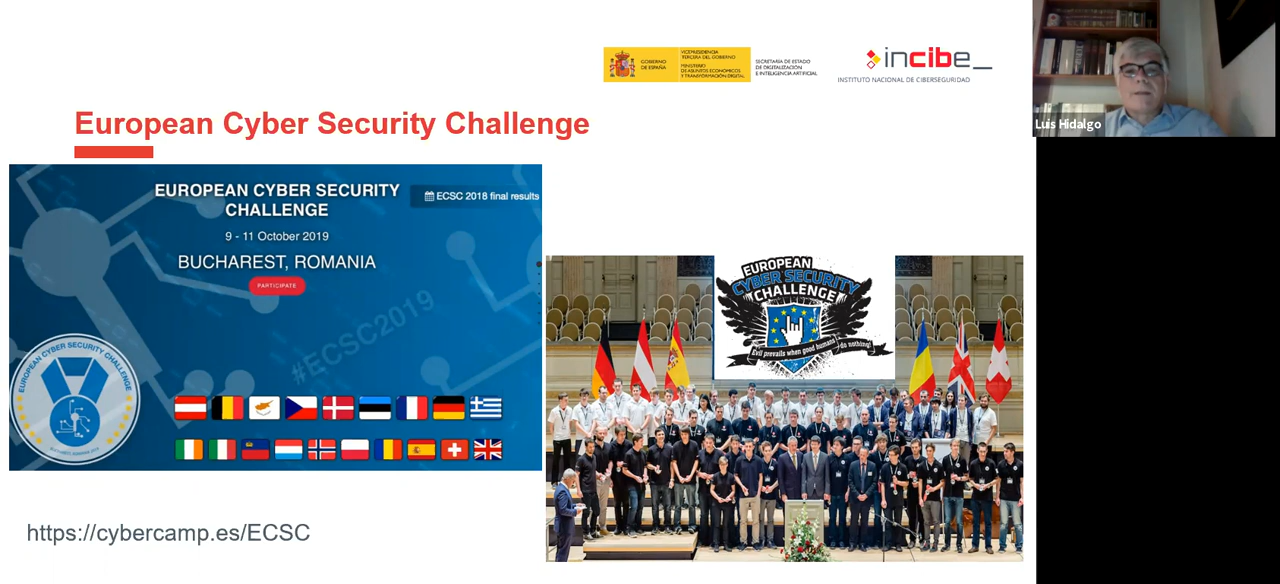 GOBIERNO
DE ESPAÑA
VICEPRESIDENCIA
TERCERA DEL GOBIERNO
MINISTERIO
DE ASUNTOS ECONÓMICOS
Y TRANSFORMACIÓN DIGITAL
SECRETARÍA DE ESTADO
DE DIGITALIZACIÓN
E INTELIGENCIA ARTIFICIAL
incibe_
INSTITUTO NACIONAL DE CIBERSEGURIDAD
Luis Hidalgo
European Cyber Security Challenge
EUROPEAN CYBER SECURITY
CHALLENGE
ECSC 2018 final results
9 - 11 October 2019
BUCHAREST, ROMANIA
PARTICIPATE
#ECSC2019
EUROPEAN CYBER SECURITY CHALLENGE
BUCHAREST, ROMANIA 2019
EUROPEAN
CYBER SECURITY
CHALLENGE
Evil prevails when good humans do nothing!
https://cybercamp.es/ECSC